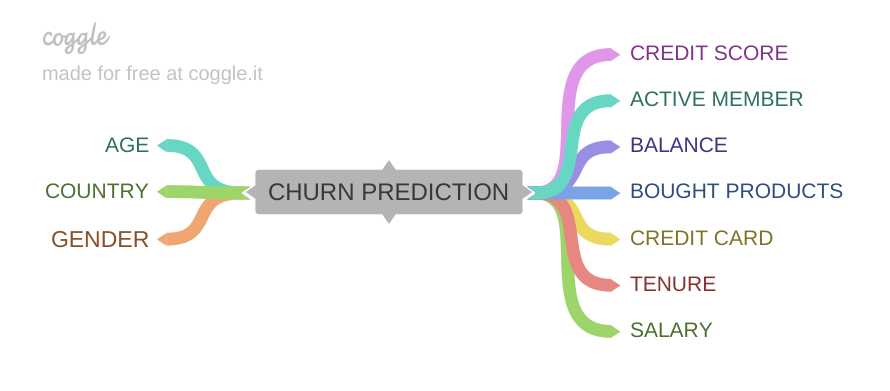 coggle
made for free at coggle.it
AGE
COUNTRY
GENDER
CHURN PREDICTION
CREDIT SCORE
ACTIVE MEMBER
BALANCE
BOUGHT PRODUCTS
CREDIT CARD
TENURE
SALARY